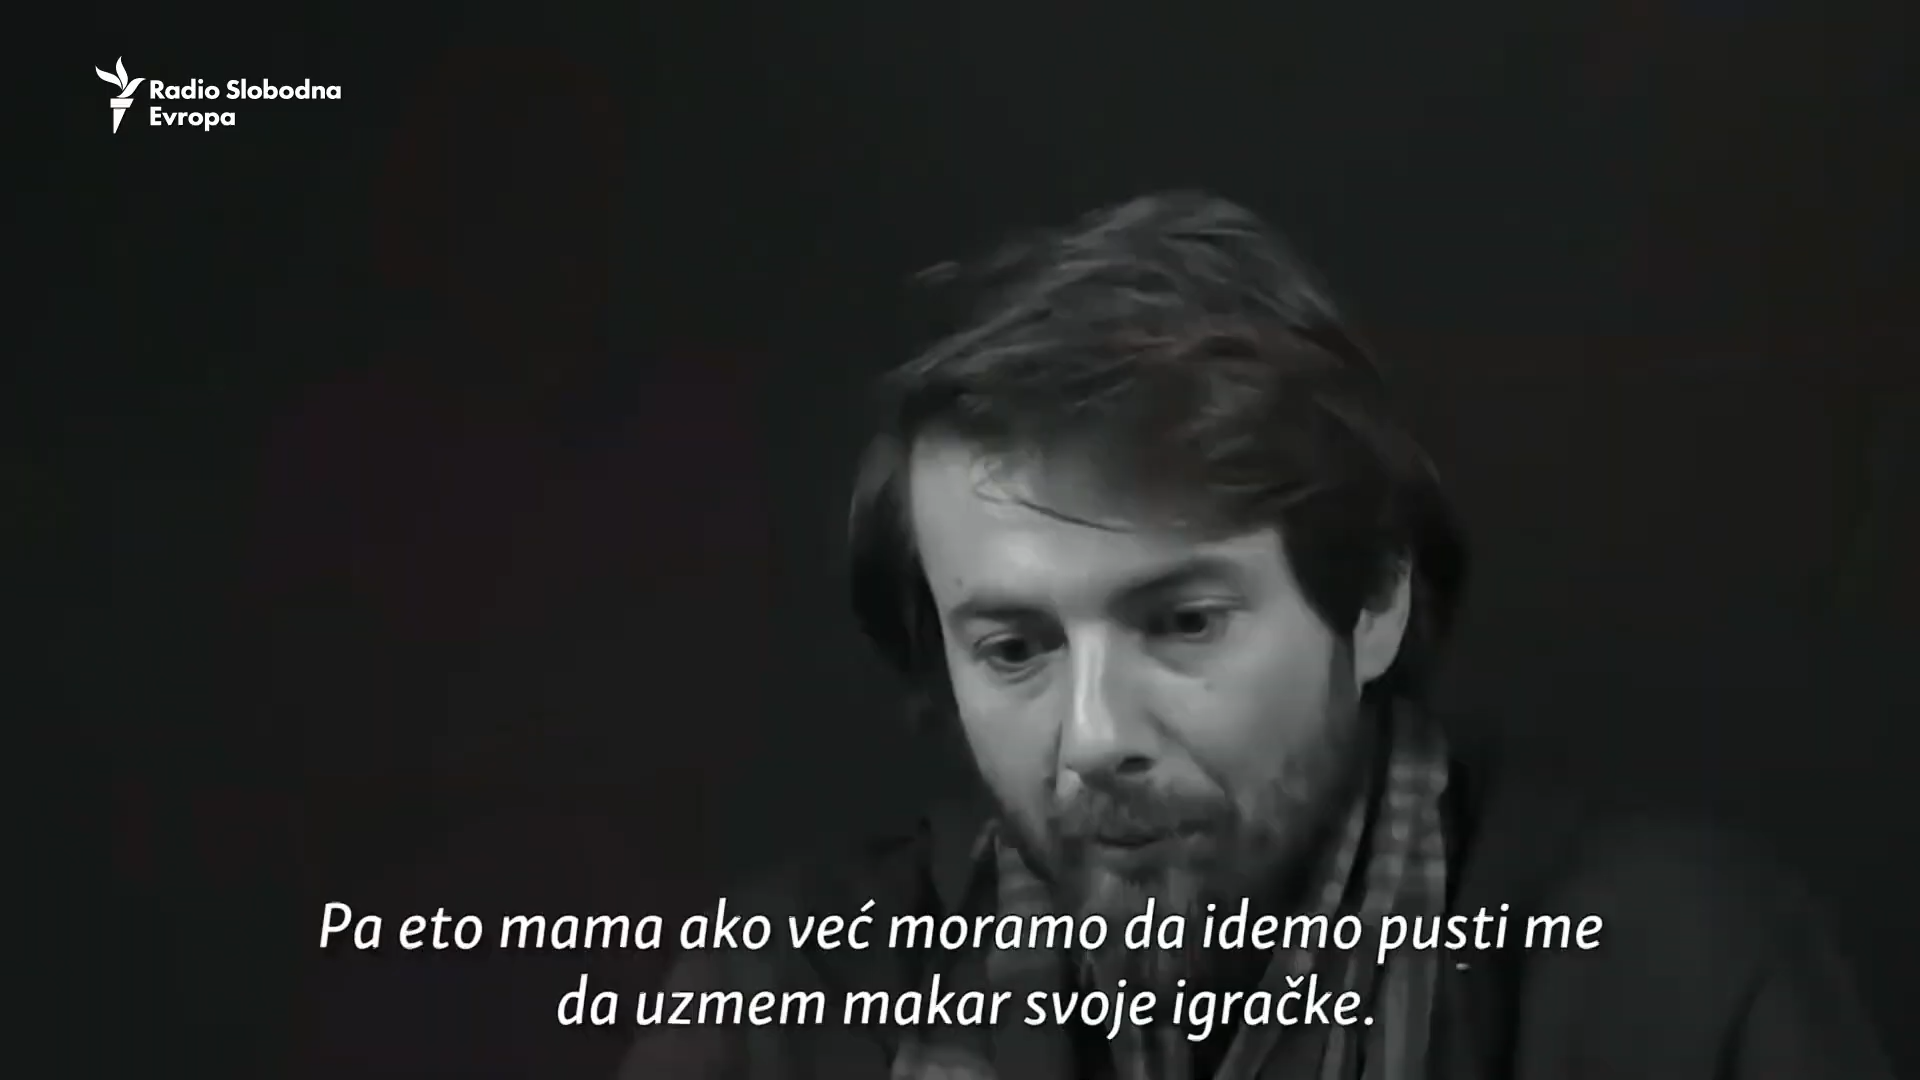 Radio Slobodna
Evropa
Pa eto mama ako već moramo da idemo pusti me
da uzmem makar svoje igračke.